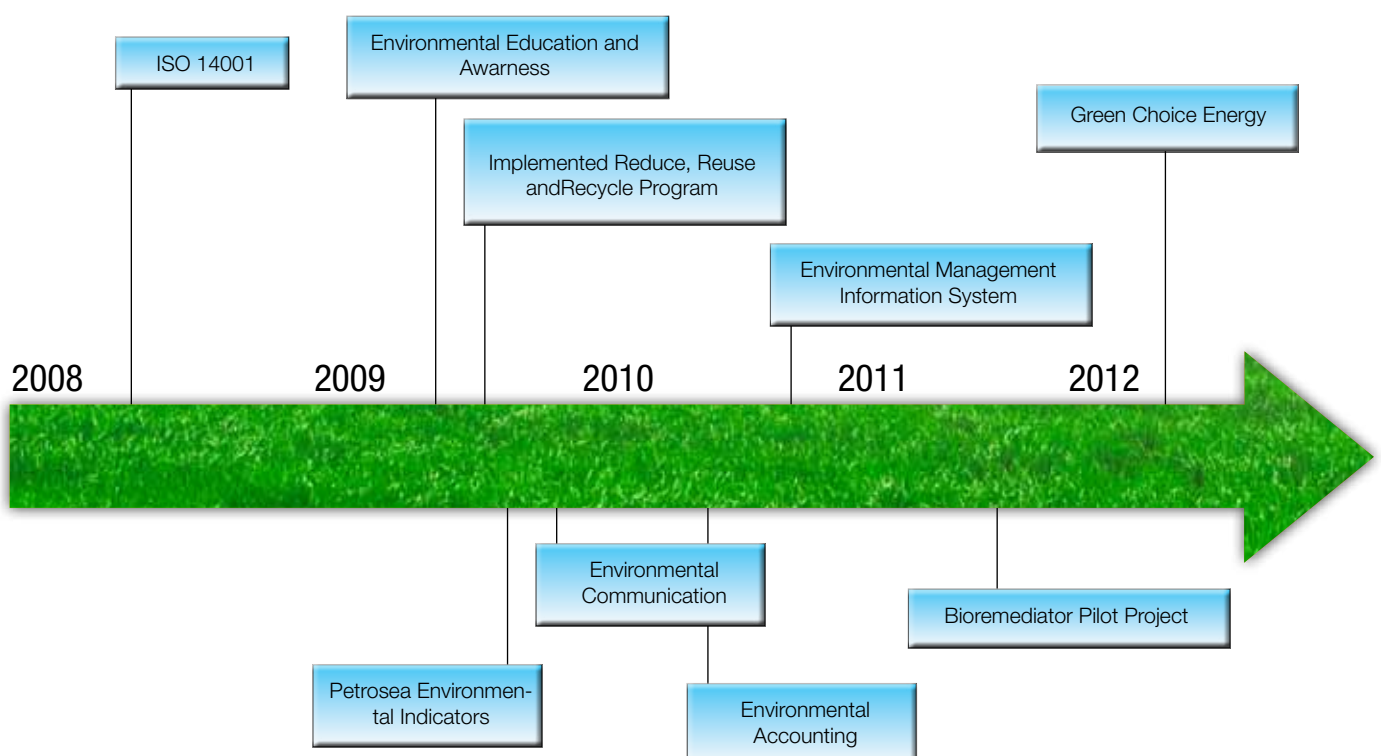 ISO 14001
Environmental Education and
Awarness
Green Choice Energy
Implemented Reduce, Reuse
andRecycle Program
Environmental Management
Information System
2008
2009
2010
2011
2012
Environmental
Communication
Bioremediator Pilot Project
Petrosea Environmen-
tal Indicators
Environmental
Accounting